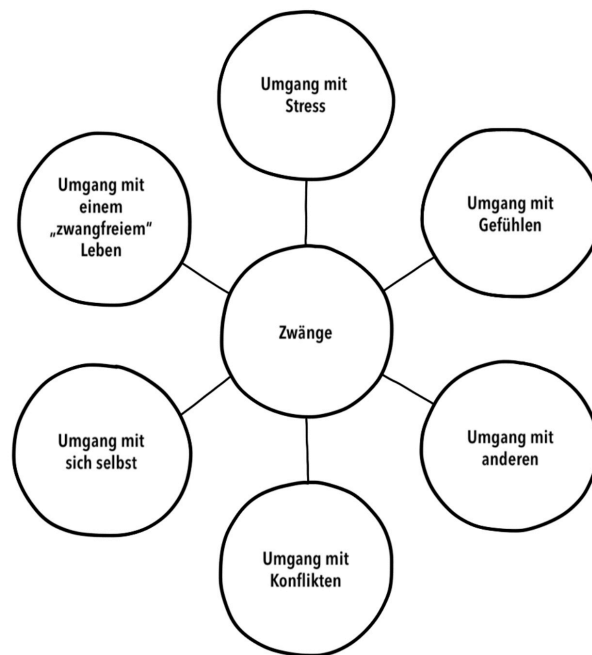 Umgang mit
Stress
Umgang mit
einem
„zwangfreiem“
Leben
Umgang mit
Gefühlen
Zwänge
Umgang mit
sich selbst
Umgang mit
anderen
Umgang mit
Konflikten